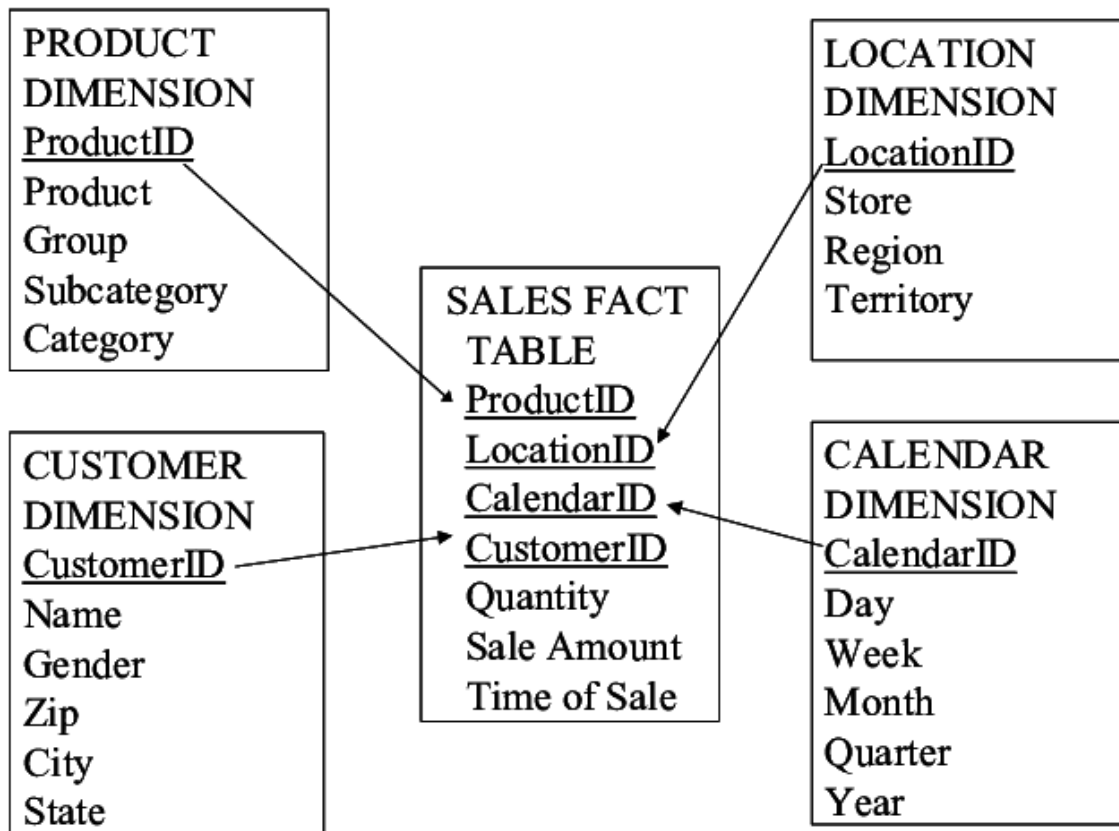 PRODUCT
DIMENSION
ProductID
Product
Group
Subcategory
Category
LOCATION
DIMENSION
LocationID
Store
Region
Territory
SALES FACT
TABLE
ProductID
LocationID
CalendarID
CustomerID
Quantity
Sale Amount
Time of Sale
CUSTOMER
DIMENSION
CustomerID
Name
Gender
Zip
City
State
CALENDAR
DIMENSION
CalendarID
Day
Week
Month
Quarter
Year